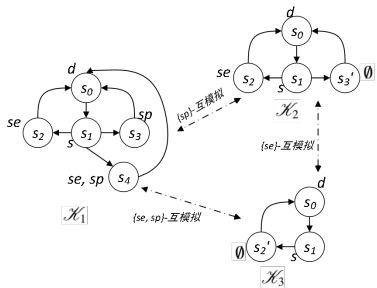 d
s0
se
s2
s1
s
sp
s3
se, sp
s4
𝒦1
{sp}-互模拟
d
s0
se
s2
s1
s
s3'
∅
𝒦2
{se}-互模拟
{se, sp}-互模拟
d
s0
∅
s2'
s1
s
𝒦3